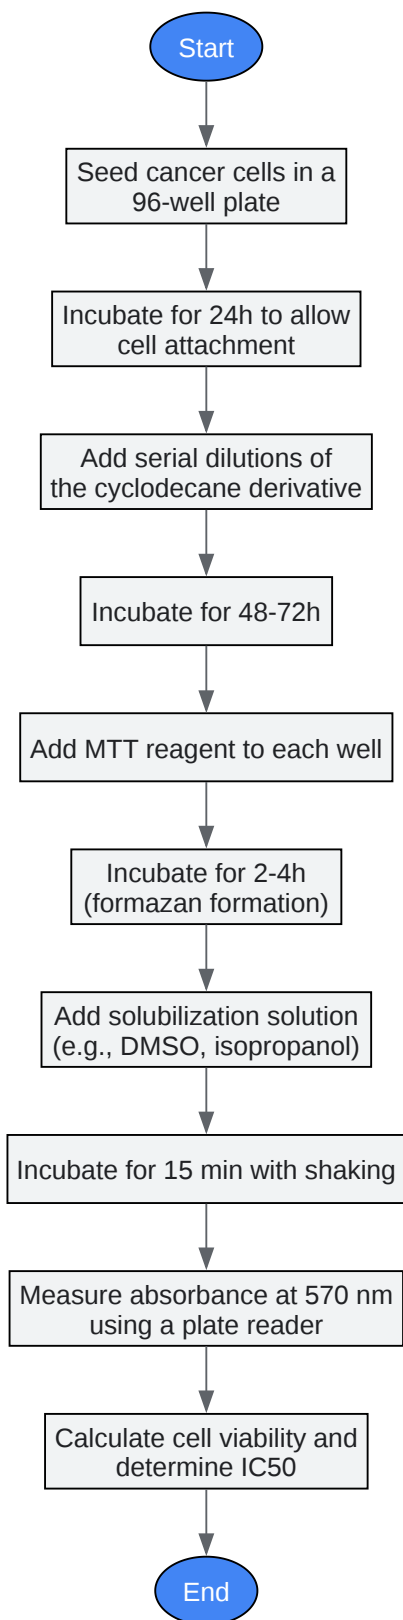 Start
Seed cancer cells in a
96-well plate
Incubate for 24h to allow
cell attachment
Add serial dilutions of
the cyclodecane derivative
Incubate for 48-72h
Add MTT reagent to each well
Incubate for 2-4h
(formazan formation)
Add solubilization solution
(e.g., DMSO, isopropanol)
Incubate for 15 min with shaking
Measure absorbance at 570 nm
using a plate reader
Calculate cell viability and
determine IC50
End